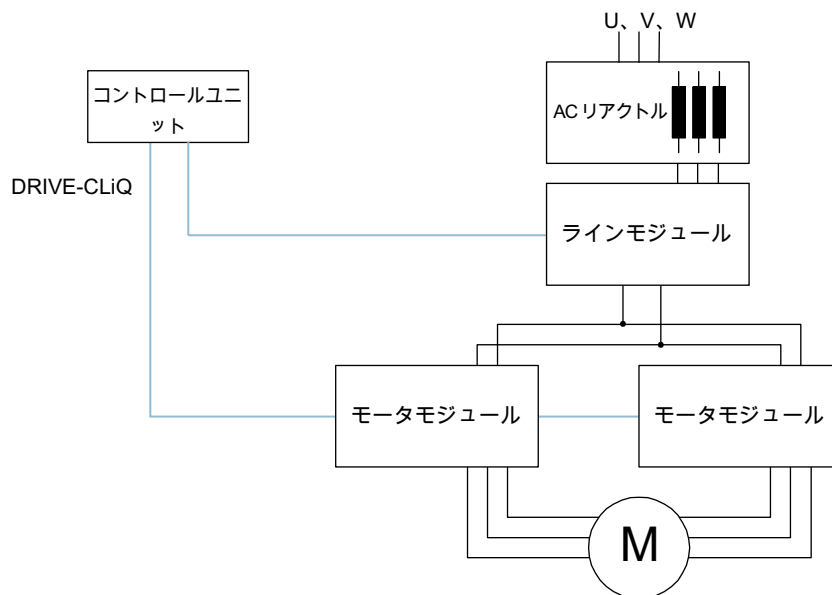 U、V、W
コントロールユニ
ット
ACリアクトル
DRIVE-CLiQ
ラインモジュール
モータモジュール
モータモジュール
M